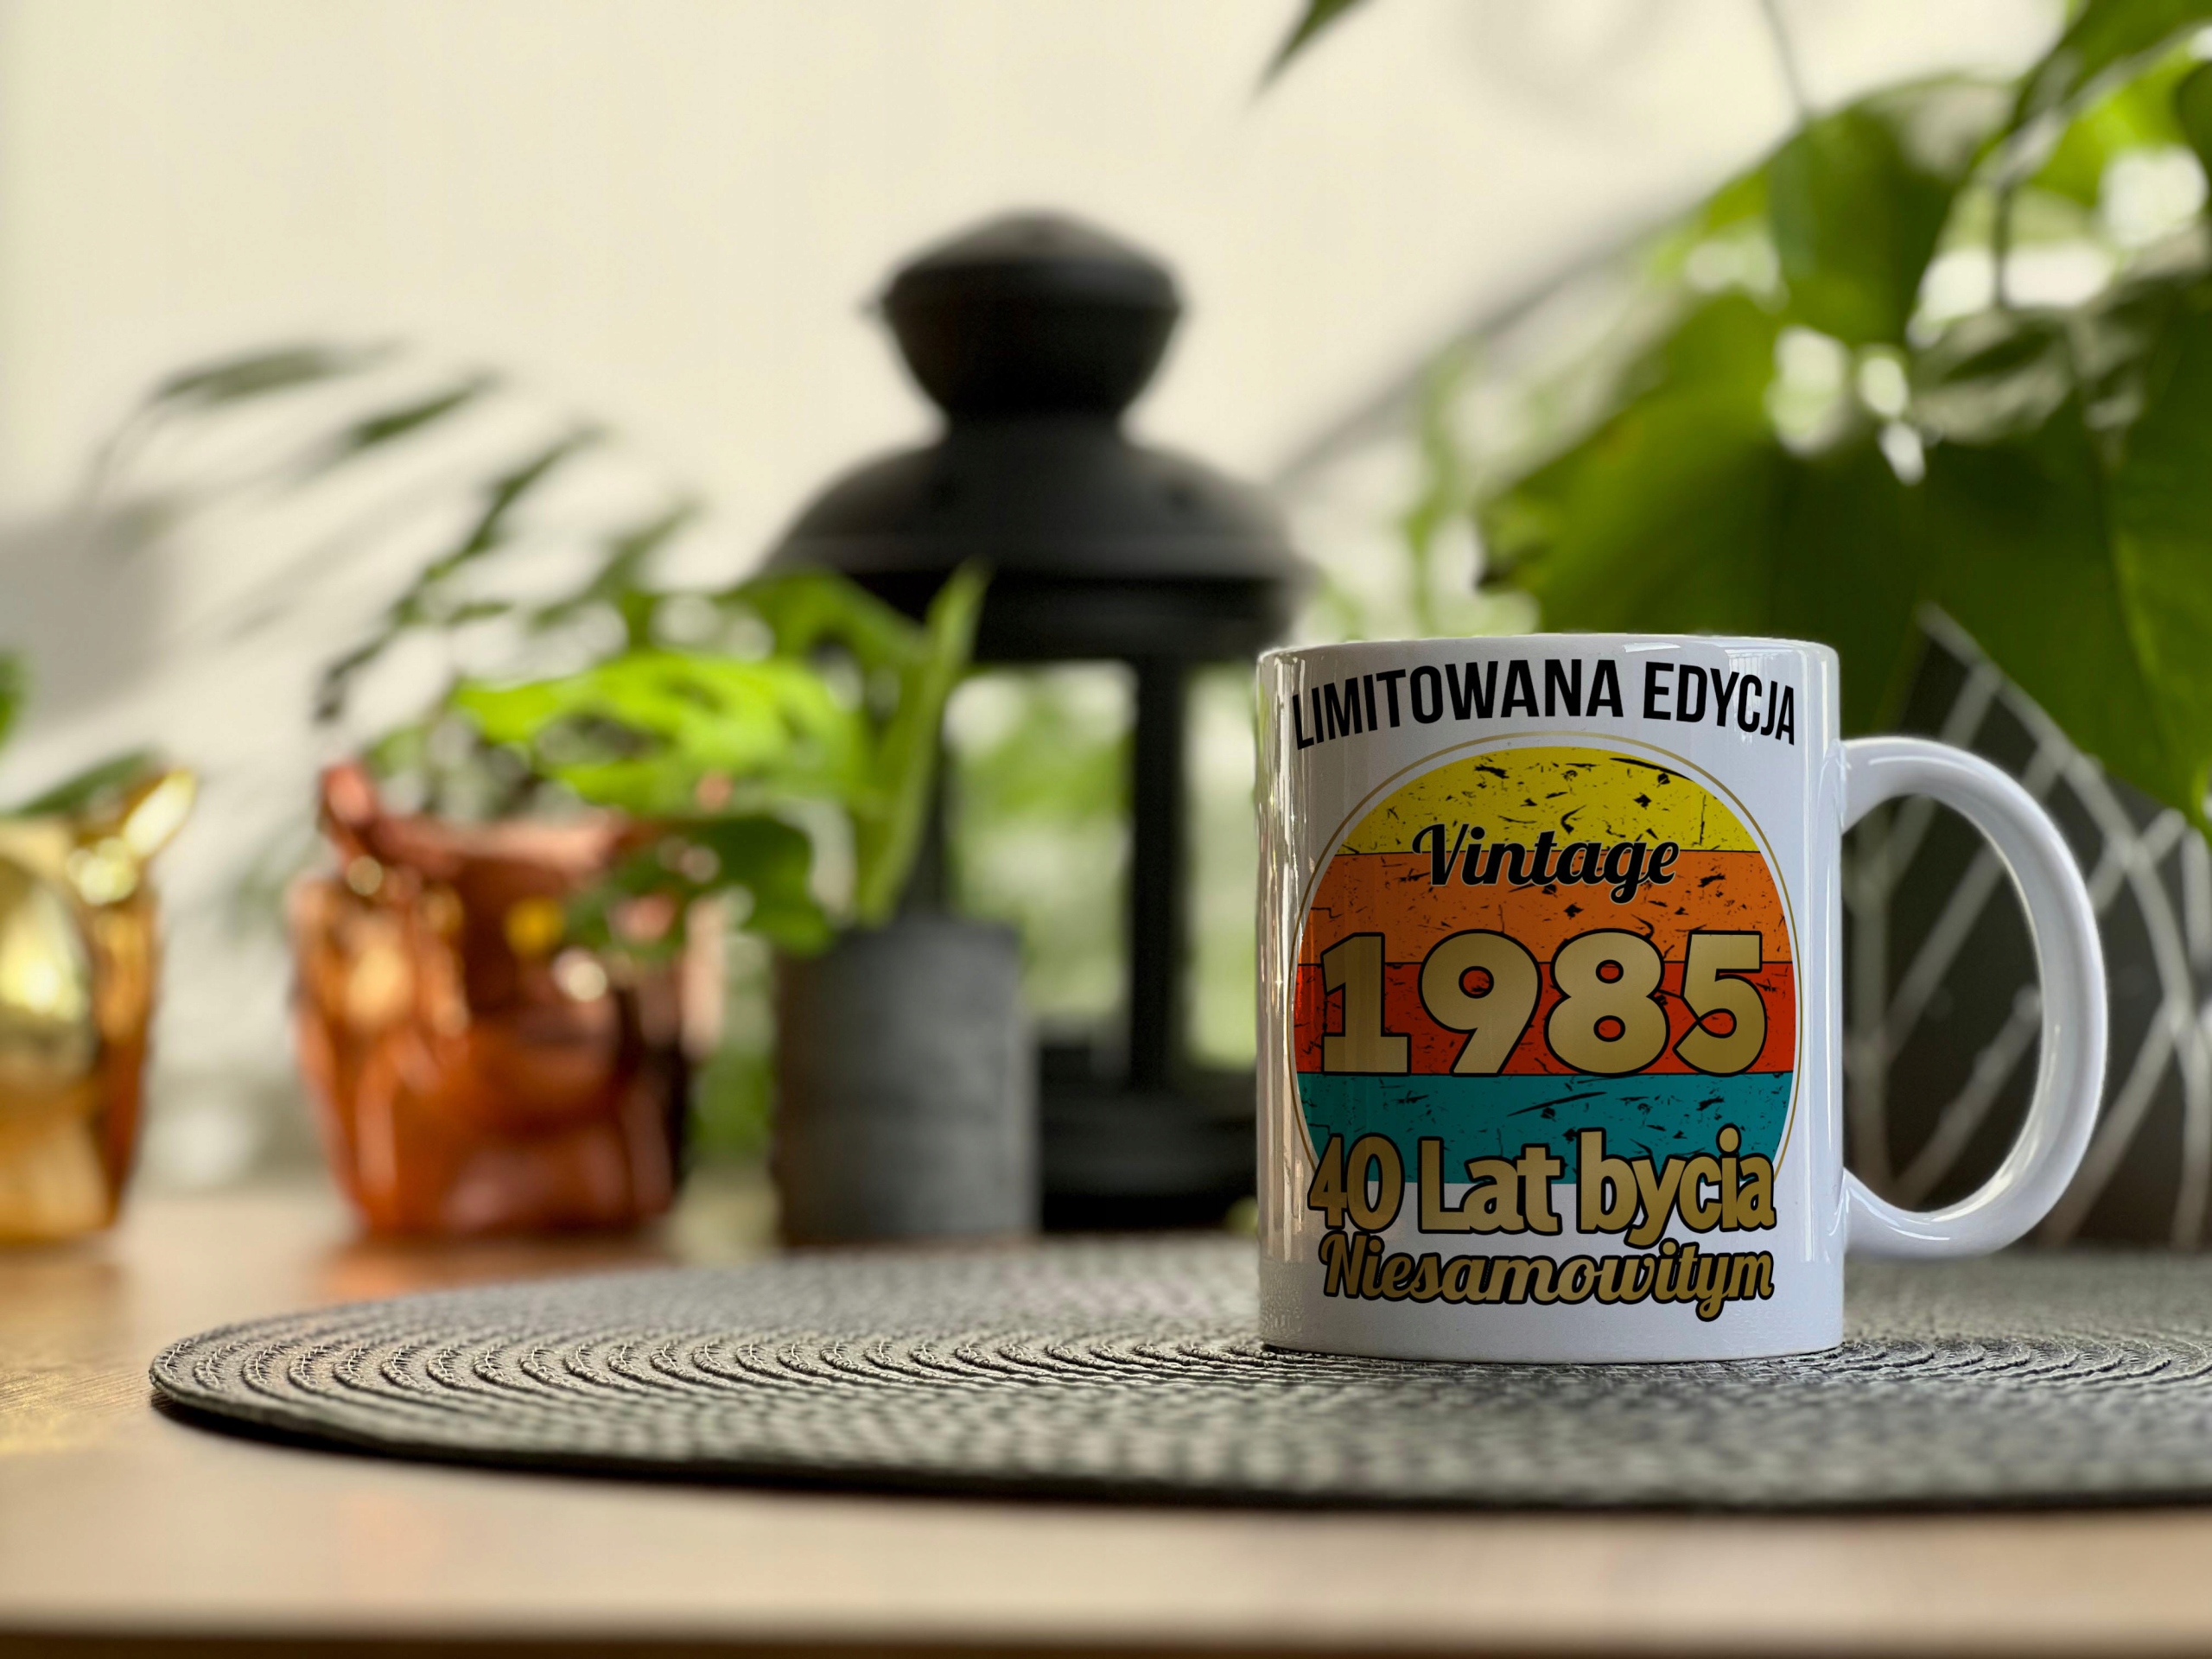 LIMITOWANA EDYCJA
Vintage
1985
40 Lat bycia
Niesamowitym